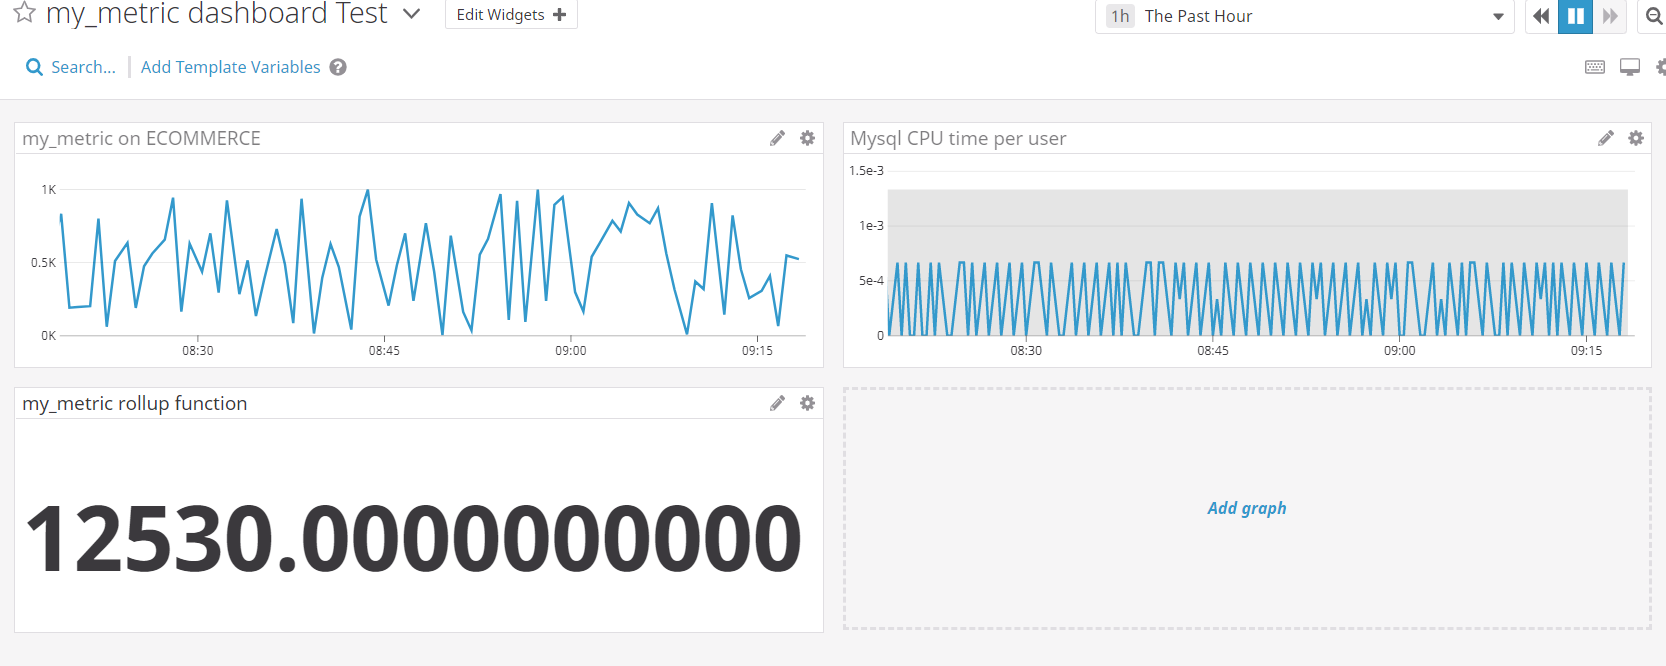 my_metric dashboard Test
Edit Widgets
1h The Past Hour
Search... Add Template Variables ?
my_metric on ECOMMERCE
1K
0.5K
0K
08:30 08:45 09:00 09:15
Mysql CPU time per user
1.5e-3
1e-3
5e-4
0
08:30 08:45 09:00 09:15
my_metric rollup function
12530.0000000000
Add graph